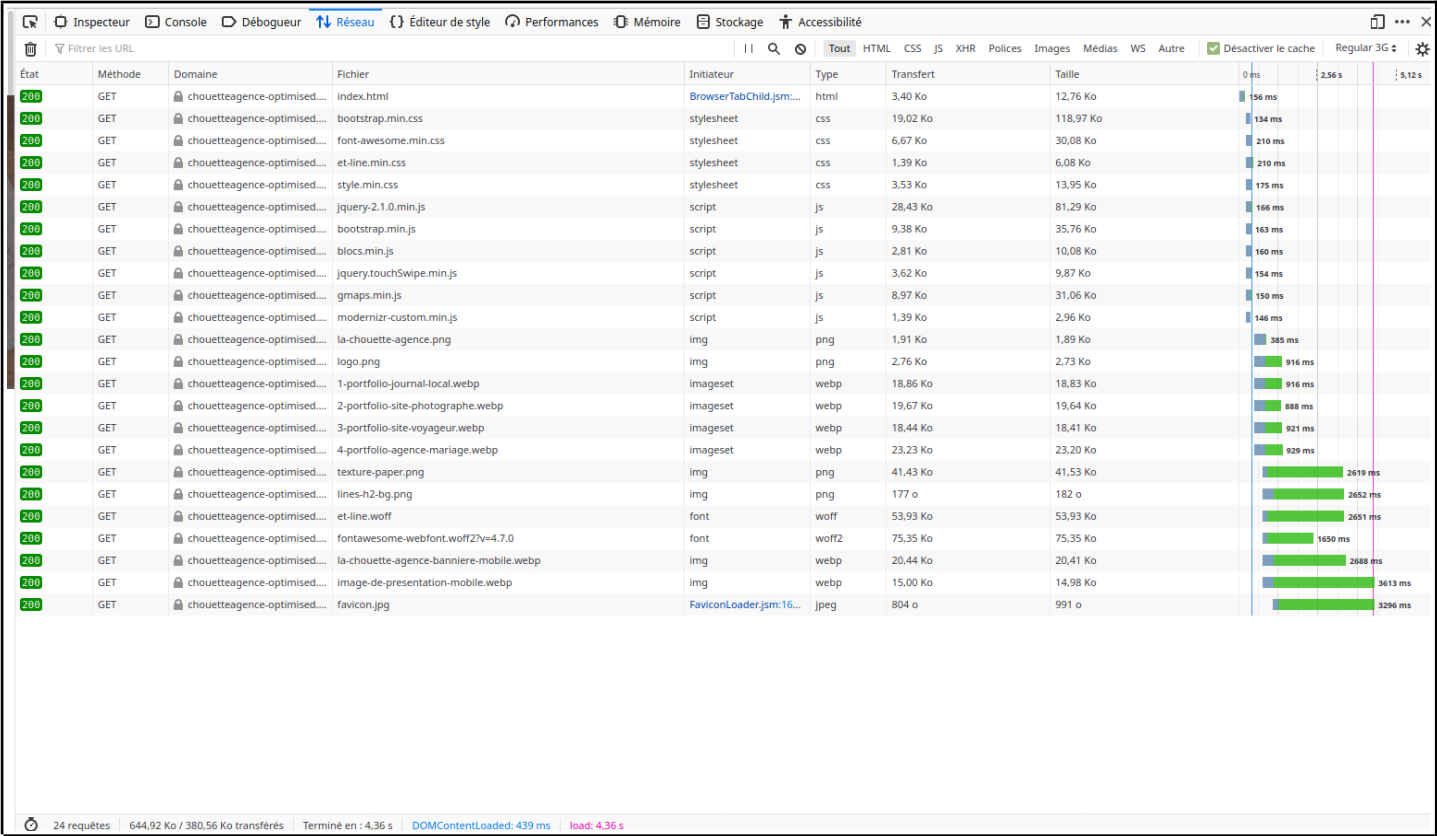 Inspecteur Console Débogueur Réseau Éditeur de style Performances Mémoire Stockage Accessibilité
Filtrer les URL Tout HTML CSS JS XHR Polices Images Médias WS Autre Désactiver le cache Regular 3G
État Méthode Domaine Fichier Initiateur Type Transfert Taille 0 ms 2,56 s 5,12 s
200 GET chouetteagence-optimised.... index.html BrowserTabChild.jsm:... html 3,40 Ko 12,76 Ko 156 ms
200 GET chouetteagence-optimised.... bootstrap.min.css stylesheet css 19,02 Ko 118,97 Ko 134 ms
200 GET chouetteagence-optimised.... font-awesome.min.css stylesheet css 6,67 Ko 30,08 Ko 210 ms
200 GET chouetteagence-optimised.... et-line.min.css stylesheet css 1,39 Ko 6,08 Ko 210 ms
200 GET chouetteagence-optimised.... style.min.css stylesheet css 3,53 Ko 13,95 Ko 175 ms
200 GET chouetteagence-optimised.... jquery-2.1.0.min.js script js 28,43 Ko 81,29 Ko 166 ms
200 GET chouetteagence-optimised.... bootstrap.min.js script js 9,38 Ko 35,76 Ko 163 ms
200 GET chouetteagence-optimised.... blocs.min.js script js 2,81 Ko 10,08 Ko 160 ms
200 GET chouetteagence-optimised.... jquery.touchSwipe.min.js script js 3,62 Ko 9,87 Ko 154 ms
200 GET chouetteagence-optimised.... gmaps.min.js script js 8,97 Ko 31,06 Ko 150 ms
200 GET chouetteagence-optimised.... modernizr-custom.min.js script js 1,39 Ko 2,96 Ko 146 ms
200 GET chouetteagence-optimised.... la-chouette-agence.png img png 1,91 Ko 1,89 Ko 385 ms
200 GET chouetteagence-optimised.... logo.png img png 2,76 Ko 2,73 Ko 916 ms
200 GET chouetteagence-optimised.... 1-portfolio-journal-local.webp imageset webp 18,86 Ko 18,83 Ko 916 ms
200 GET chouetteagence-optimised.... 2-portfolio-site-photographe.webp imageset webp 19,67 Ko 19,64 Ko 888 ms
200 GET chouetteagence-optimised.... 3-portfolio-site-voyageur.webp imageset webp 18,44 Ko 18,41 Ko 921 ms
200 GET chouetteagence-optimised.... 4-portfolio-agence-mariage.webp imageset webp 23,23 Ko 23,20 Ko 929 ms
200 GET chouetteagence-optimised.... texture-paper.png img png 41,43 Ko 41,53 Ko 2619 ms
200 GET chouetteagence-optimised.... lines-h2-bg.png img png 177 o 182 o 2652 ms
200 GET chouetteagence-optimised.... et-line.woff font woff 53,93 Ko 53,93 Ko 2651 ms
200 GET chouetteagence-optimised.... fontawesome-webfont.woff2?v=4.7.0 font woff2 75,35 Ko 75,35 Ko 1650 ms
200 GET chouetteagence-optimised.... la-chouette-agence-banniere-mobile.webp img webp 20,44 Ko 20,41 Ko 2688 ms
200 GET chouetteagence-optimised.... image-de-presentation-mobile.webp img webp 15,00 Ko 14,98 Ko 3613 ms
200 GET chouetteagence-optimised.... favicon.jpg FaviconLoader.jsm:16... jpeg 804 o 991 o 3296 ms
24 requêtes 644,92 Ko / 380,56 Ko transférés Terminé en : 4,36 s DOMContentLoaded: 439 ms load: 4,36 s